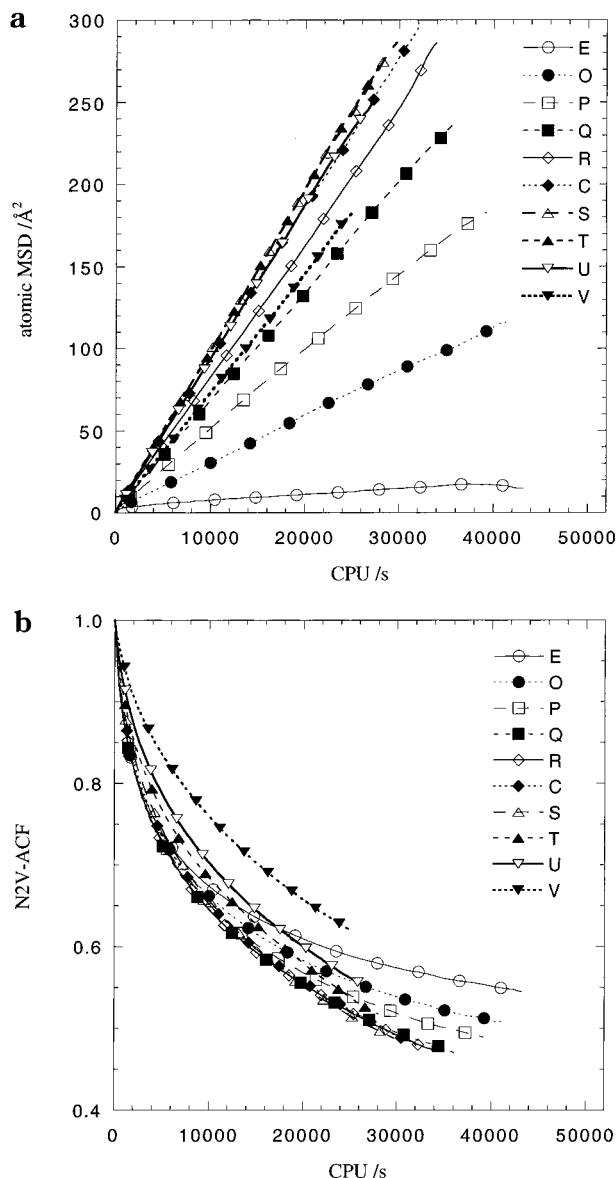 a
300
250
200
150
100
50
0
atomic MSD /Å²
0 10000 20000 30000 40000 50000
CPU /s
E
O
P
Q
R
C
S
T
U
V
b
1.0
0.8
0.6
0.4
N2V-ACF
0 10000 20000 30000 40000 50000
CPU /s
E
O
P
Q
R
C
S
T
U
V